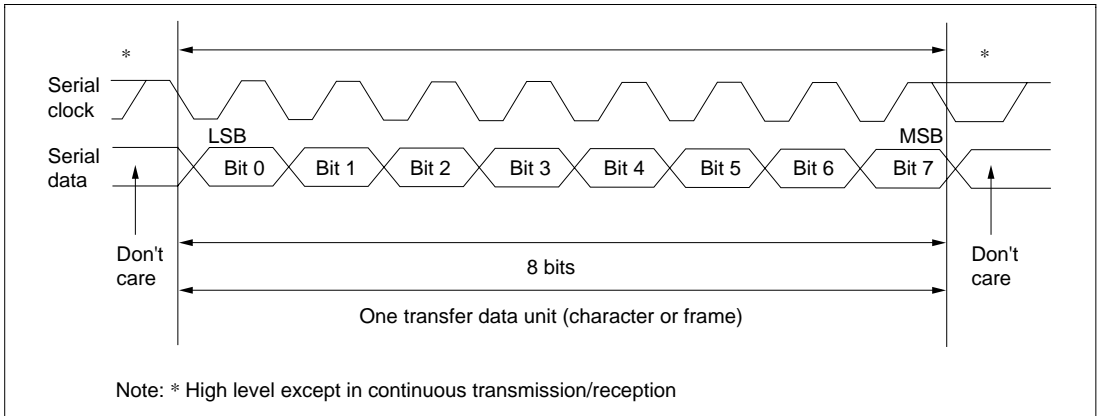 * *
Serial
clock
LSB MSB
Serial
data
Bit 0 Bit 1 Bit 2 Bit 3 Bit 4 Bit 5 Bit 6 Bit 7
Don't
care
Don't
care
8 bits
One transfer data unit (character or frame)
Note: * High level except in continuous transmission/reception